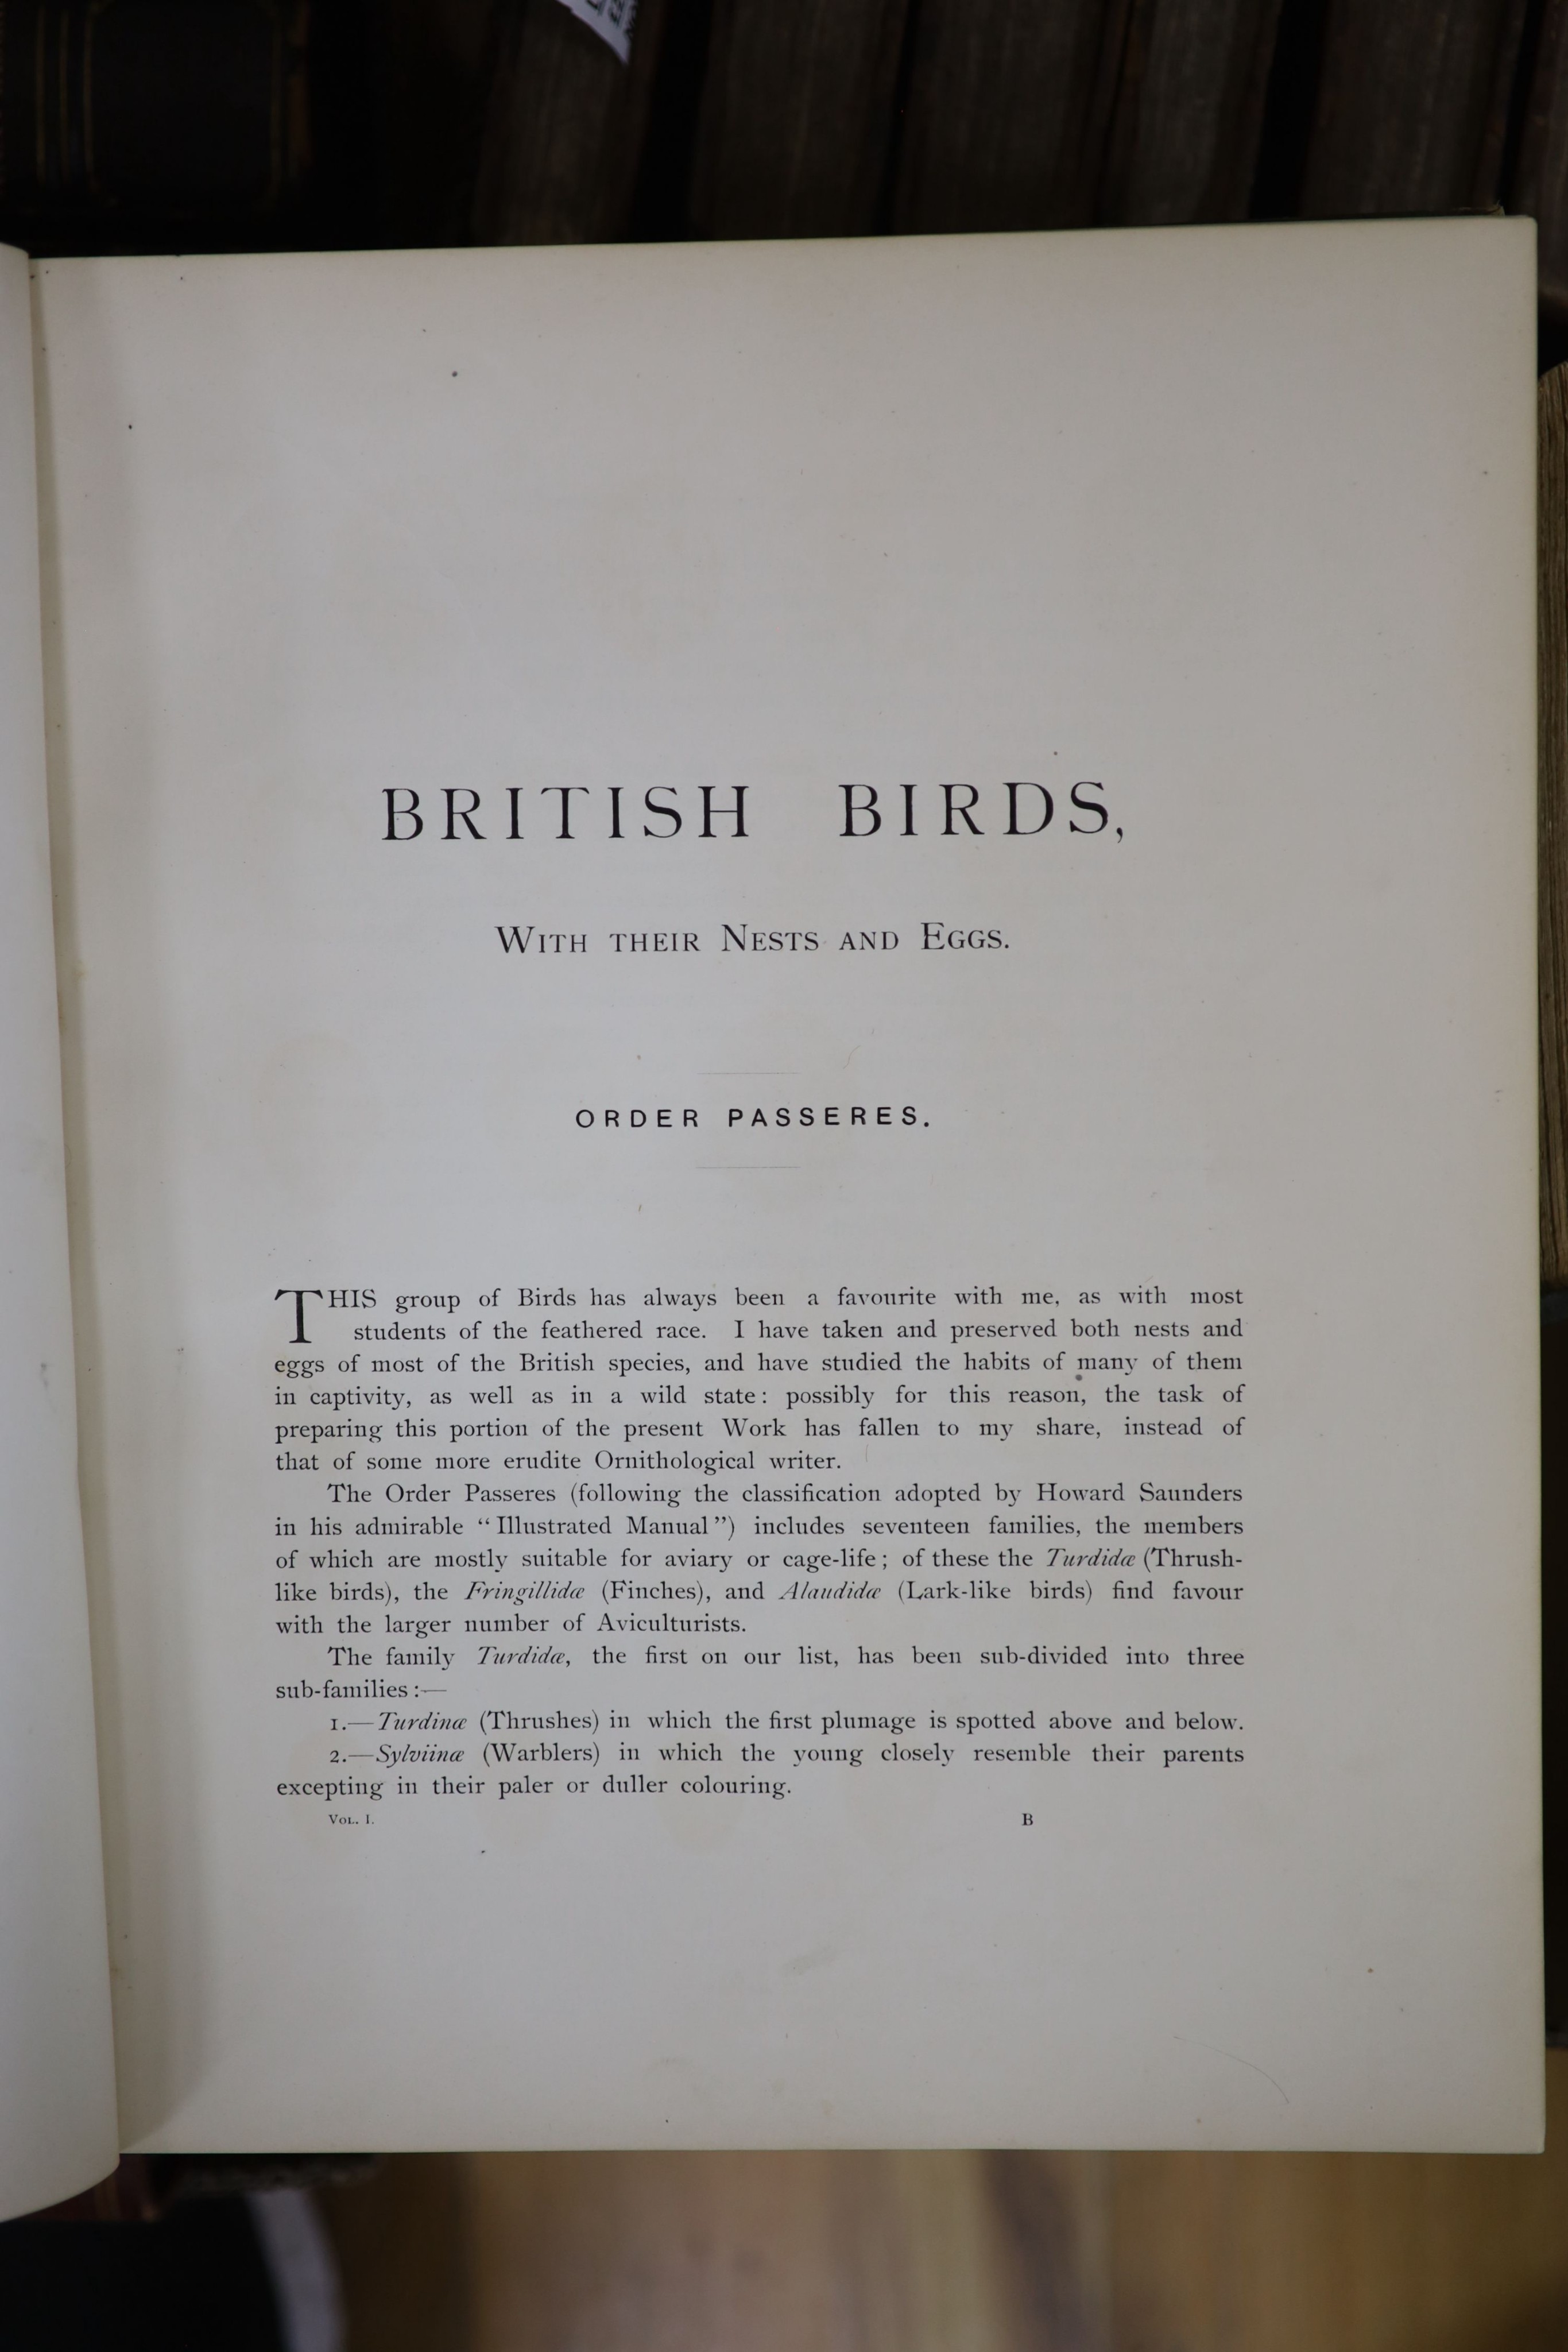 BRITISH BIRDS,
WITH THEIR NESTS AND EGGS.
ORDER PASSERES.
THIS group of Birds has always been a favourite with me, as with most
students of the feathered race. I have taken and preserved both nests and
eggs of most of the British species, and have studied the habits of many of them
in captivity, as well as in a wild state: possibly for this reason, the task of
preparing this portion of the present Work has fallen to my share, instead of
that of some more erudite Ornithological writer.
The Order Passeres (following the classification adopted by Howard Saunders
in his admirable “Illustrated Manual”) includes seventeen families, the members
of which are mostly suitable for aviary or cage-life; of these the Turdidæ (Thrush-
like birds), the Fringillidæ (Finches), and Alaudidæ (Lark-like birds) find favour
with the larger number of Aviculturists.
The family Turdidæ, the first on our list, has been sub-divided into three
sub-families:—
1.—Turdinæ (Thrushes) in which the first plumage is spotted above and below.
2.—Sylviinæ (Warblers) in which the young closely resemble their parents
excepting in their paler or duller colouring.
VOL. I. B